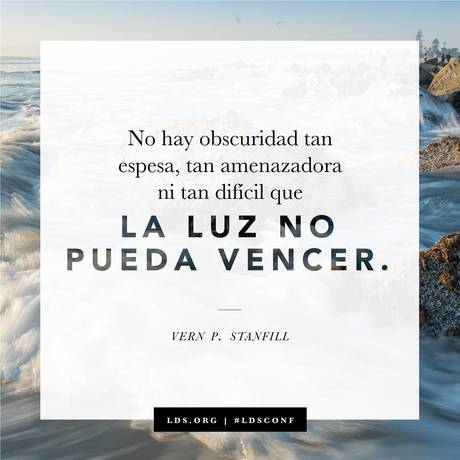 No hay obscuridad tan
espesa, tan amenazadora
ni tan difícil que
LA LUZ NO
PUEDA VENCER.
VERN P. STANFILL
LDS.ORG | #LDSCONF